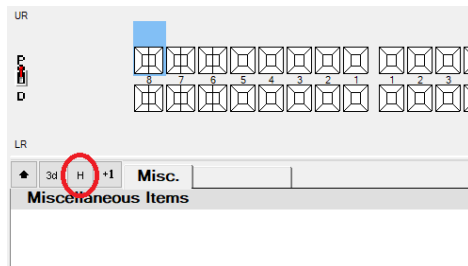 UR
P
D
8 7 6 5 4 3 2 1 1 2 3
LR
3d H +1 Misc.
Miscellaneous Items